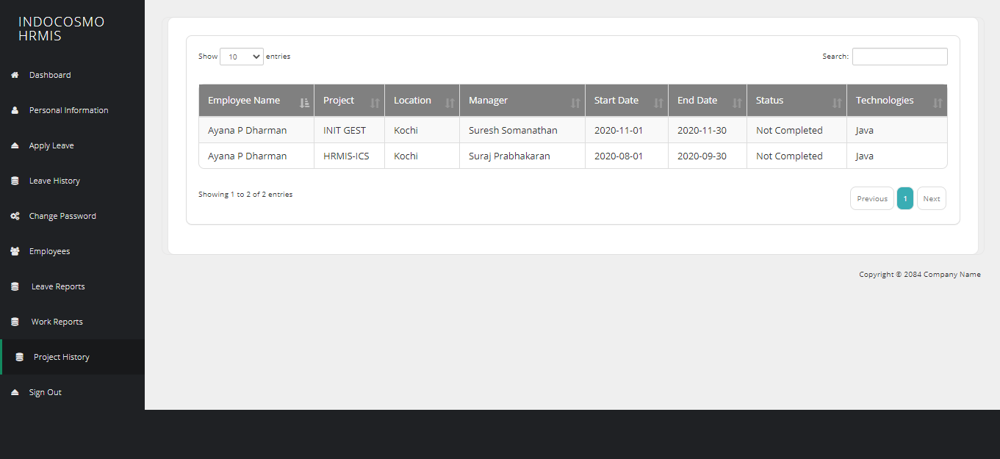 INDOCOSMO
HRMIS
Dashboard
Personal Information
Apply Leave
Leave History
Change Password
Employees
Leave Reports
Work Reports
Project History
Sign Out
Show 10 entries Search:
Employee Name Project Location Manager Start Date End Date Status Technologies
Ayana P Dharman INIT GEST Kochi Suresh Somanathan 2020-11-01 2020-11-30 Not Completed Java
Ayana P Dharman HRMIS-ICS Kochi Suraj Prabhakaran 2020-08-01 2020-09-30 Not Completed Java
Showing 1 to 2 of 2 entries Previous 1 Next
Copyright © 2084 Company Name